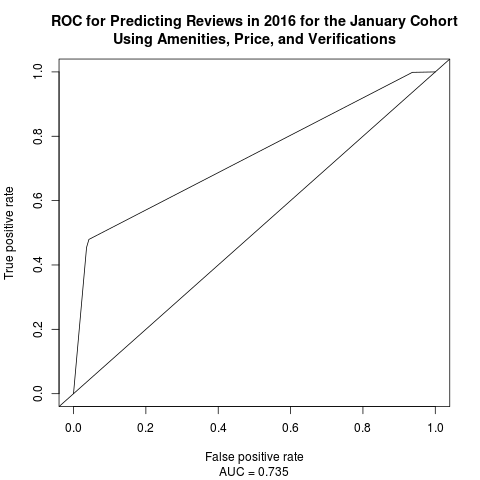 ROC for Predicting Reviews in 2016 for the January Cohort
Using Amenities, Price, and Verifications
True positive rate
1.0
0.8
0.6
0.4
0.2
0.0
0.0 0.2 0.4 0.6 0.8 1.0
False positive rate
AUC = 0.735